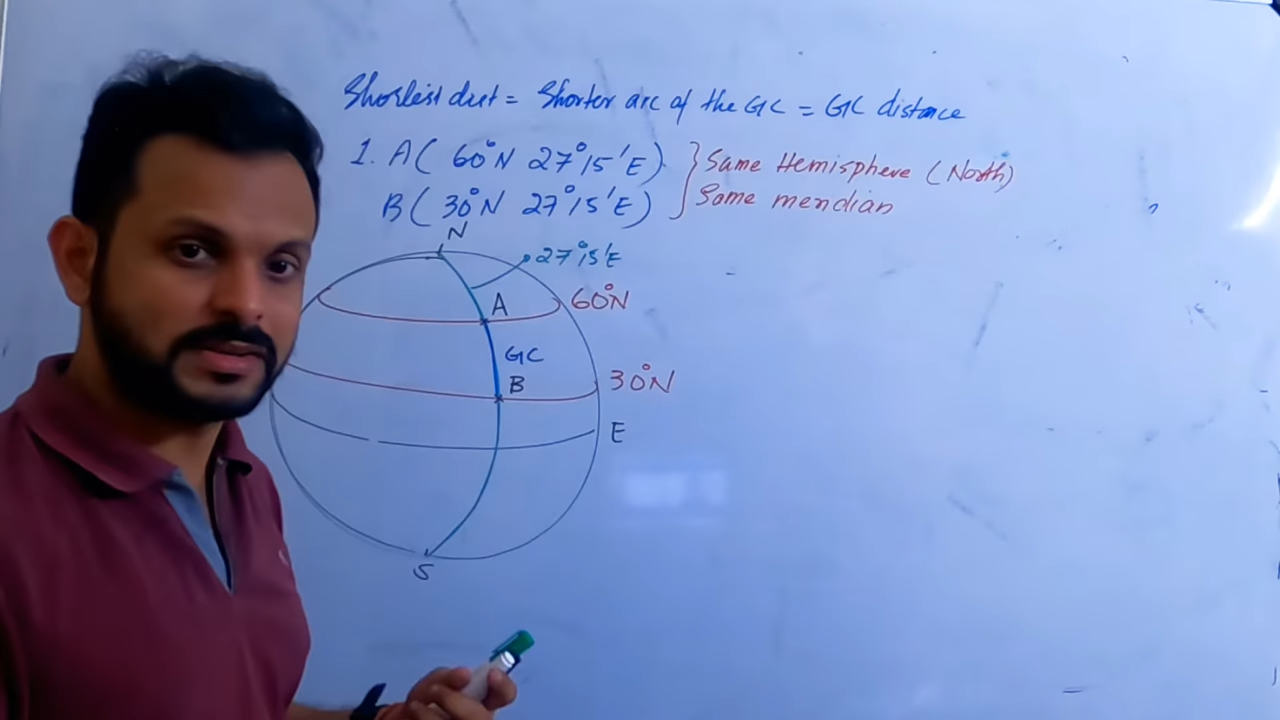 Shortest dist = Shorter arc of the GC = GC distance
1. A( 60°N 27°15'E) } Same Hemisphere (North)
B( 30°N 27°15'E) Same meridian
N
27°15'E
A 60°N
GC
B 30°N
E
S